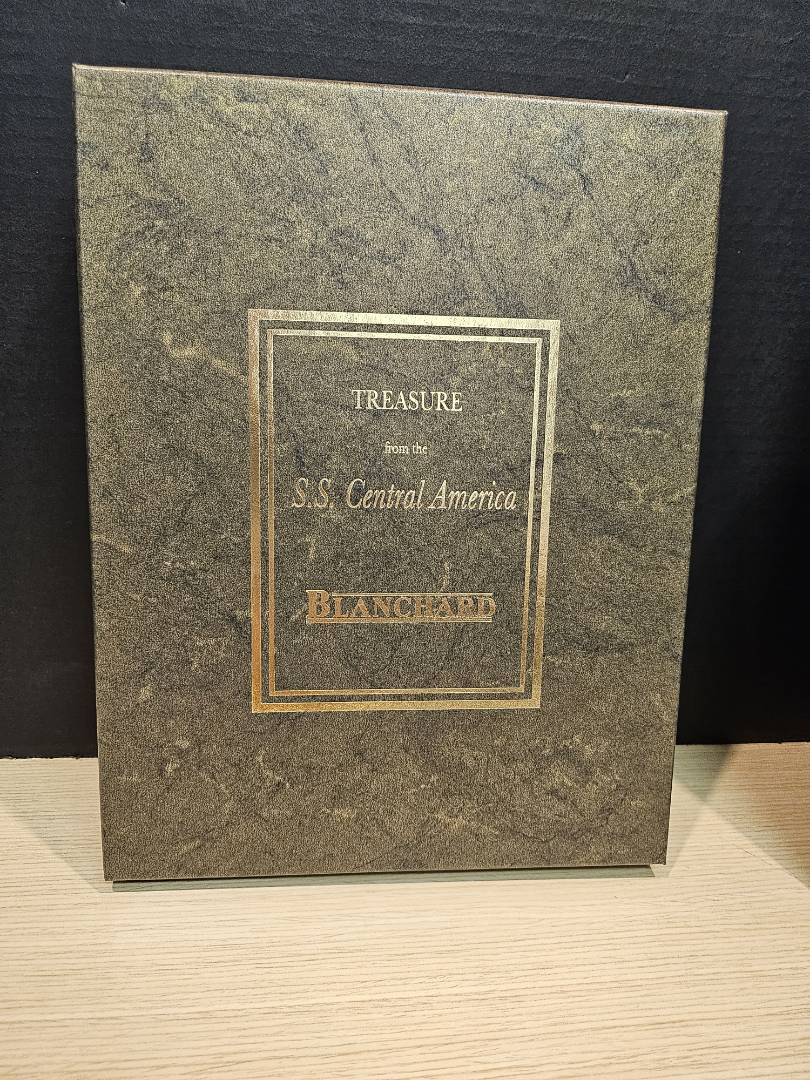 TREASURE
from the
S.S. Central America
BLANCHARD